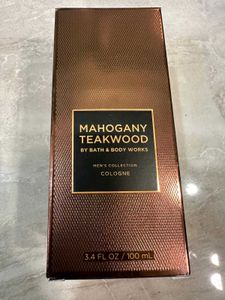 MAHOGANY
TEAKWOOD
BY BATH & BODY WORKS
MEN'S COLLECTION
COLOGNE
3.4 FL OZ / 100 mL